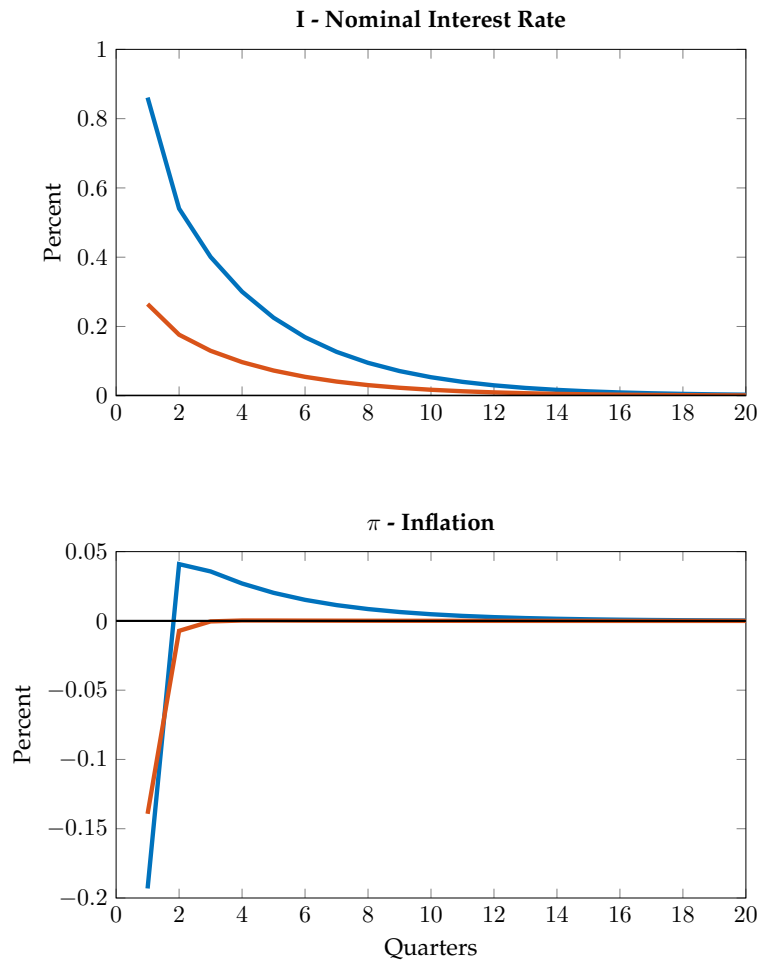 I - Nominal Interest Rate
1
0.8
0.6
0.4
0.2
0
Percent
0 2 4 6 8 10 12 14 16 18 20
π - Inflation
0.05
0
−0.05
−0.1
−0.15
−0.2
Percent
0 2 4 6 8 10 12 14 16 18 20
Quarters